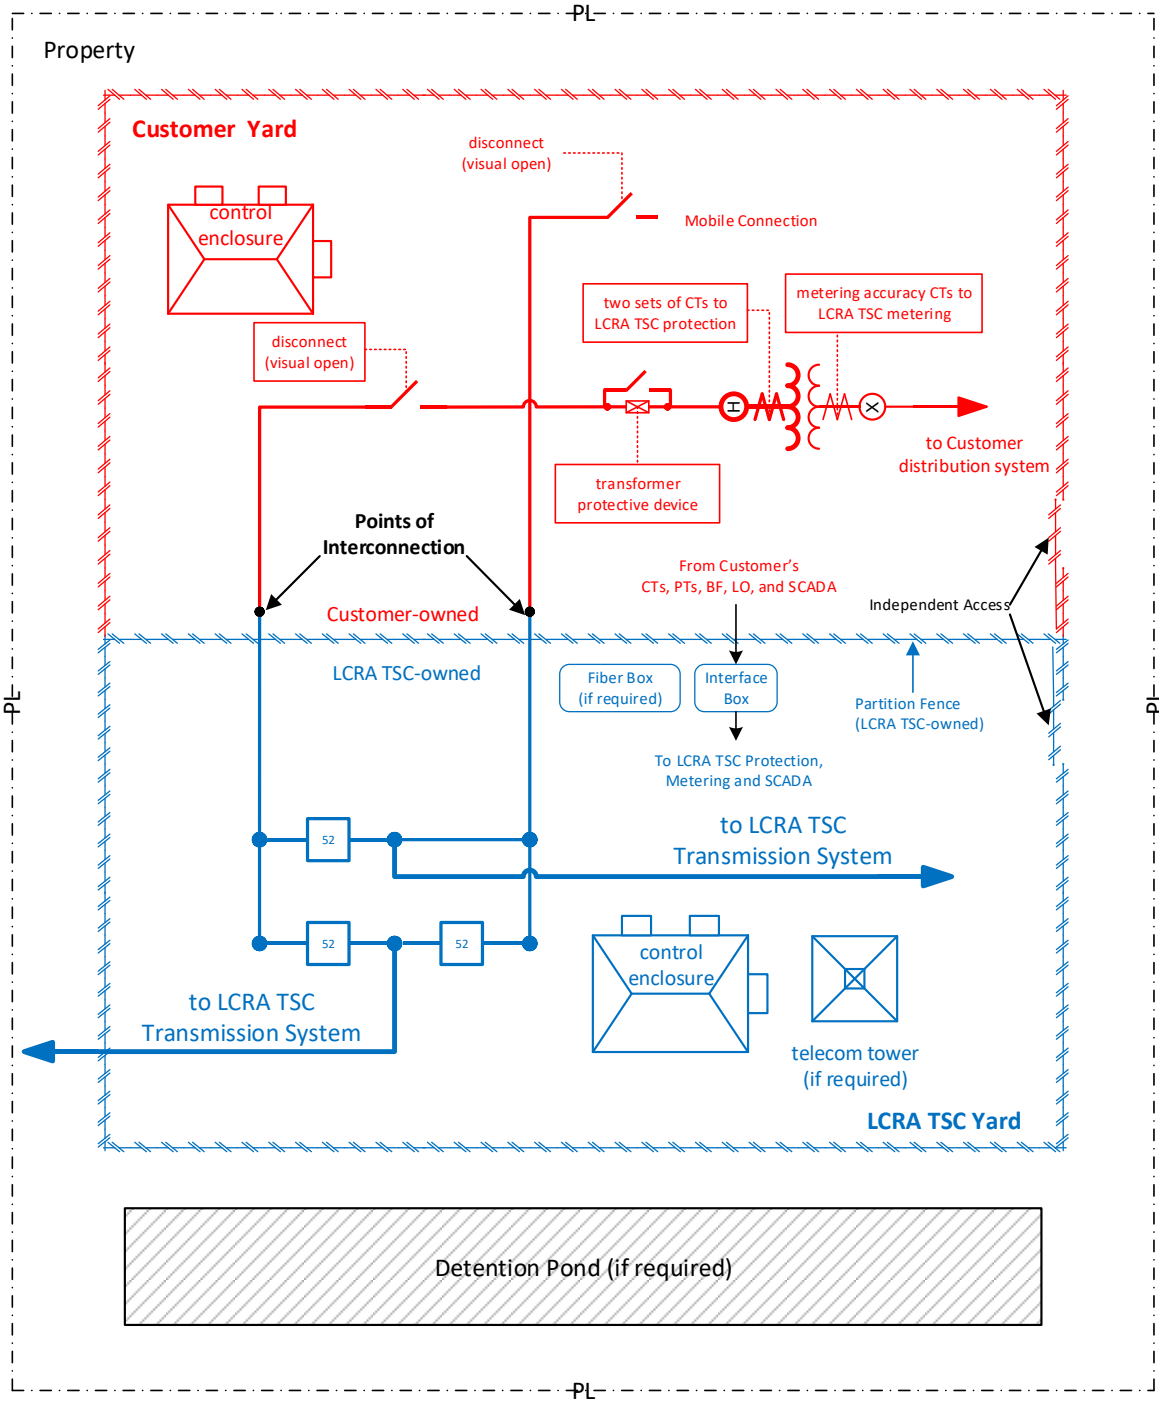 PL
Property
Customer Yard
disconnect
(visual open)
control
enclosure
Mobile Connection
two sets of CTs to
LCRA TSC protection
metering accuracy CTs to
LCRA TSC metering
disconnect
(visual open)
H
X
to Customer
distribution system
transformer
protective device
Points of
Interconnection
From Customer's
CTs, PTs, BF, LO, and SCADA
Independent Access
Customer-owned
LCRA TSC-owned
Fiber Box
(if required)
Interface
Box
Partition Fence
(LCRA TSC-owned)
PL
PL
To LCRA TSC Protection,
Metering and SCADA
to LCRA TSC
Transmission System
52
52
52
control
enclosure
to LCRA TSC
Transmission System
telecom tower
(if required)
LCRA TSC Yard
Detention Pond (if required)
PL